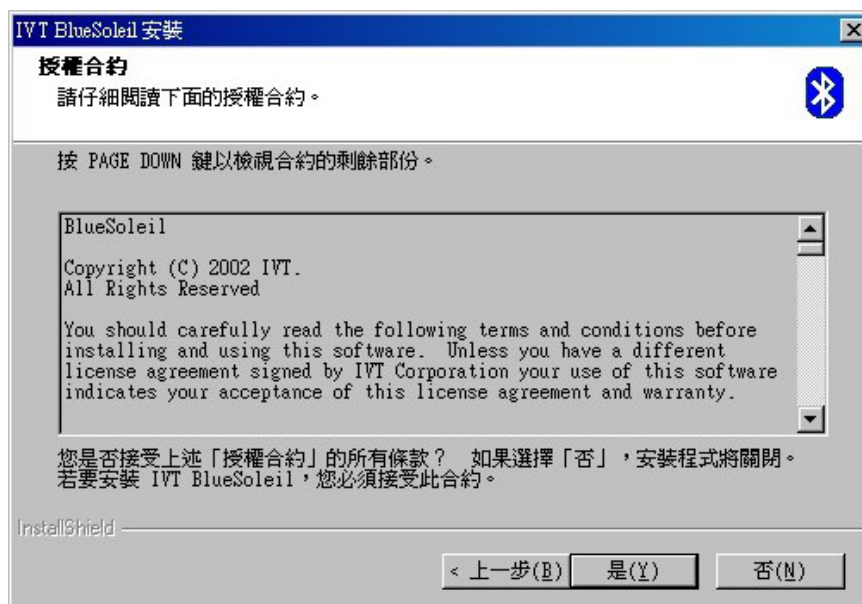 IVT BlueSoleil 安裝
授權合約
請仔細閱讀下面的授權合約。
按 PAGE DOWN 鍵以檢視合約的剩餘部份。
BlueSoleil
Copyright (C) 2002 IVT.
All Rights Reserved
You should carefully read the following terms and conditions before
installing and using this software.  Unless you have a different
license agreement signed by IVT Corporation your use of this software
indicates your acceptance of this license agreement and warranty.
您是否接受上述「授權合約」的所有條款？ 如果選擇「否」，安裝程式將關閉。
若要安裝 IVT BlueSoleil，您必須接受此合約。
InstallShield
< 上一步(B) 是(Y) 否(N)